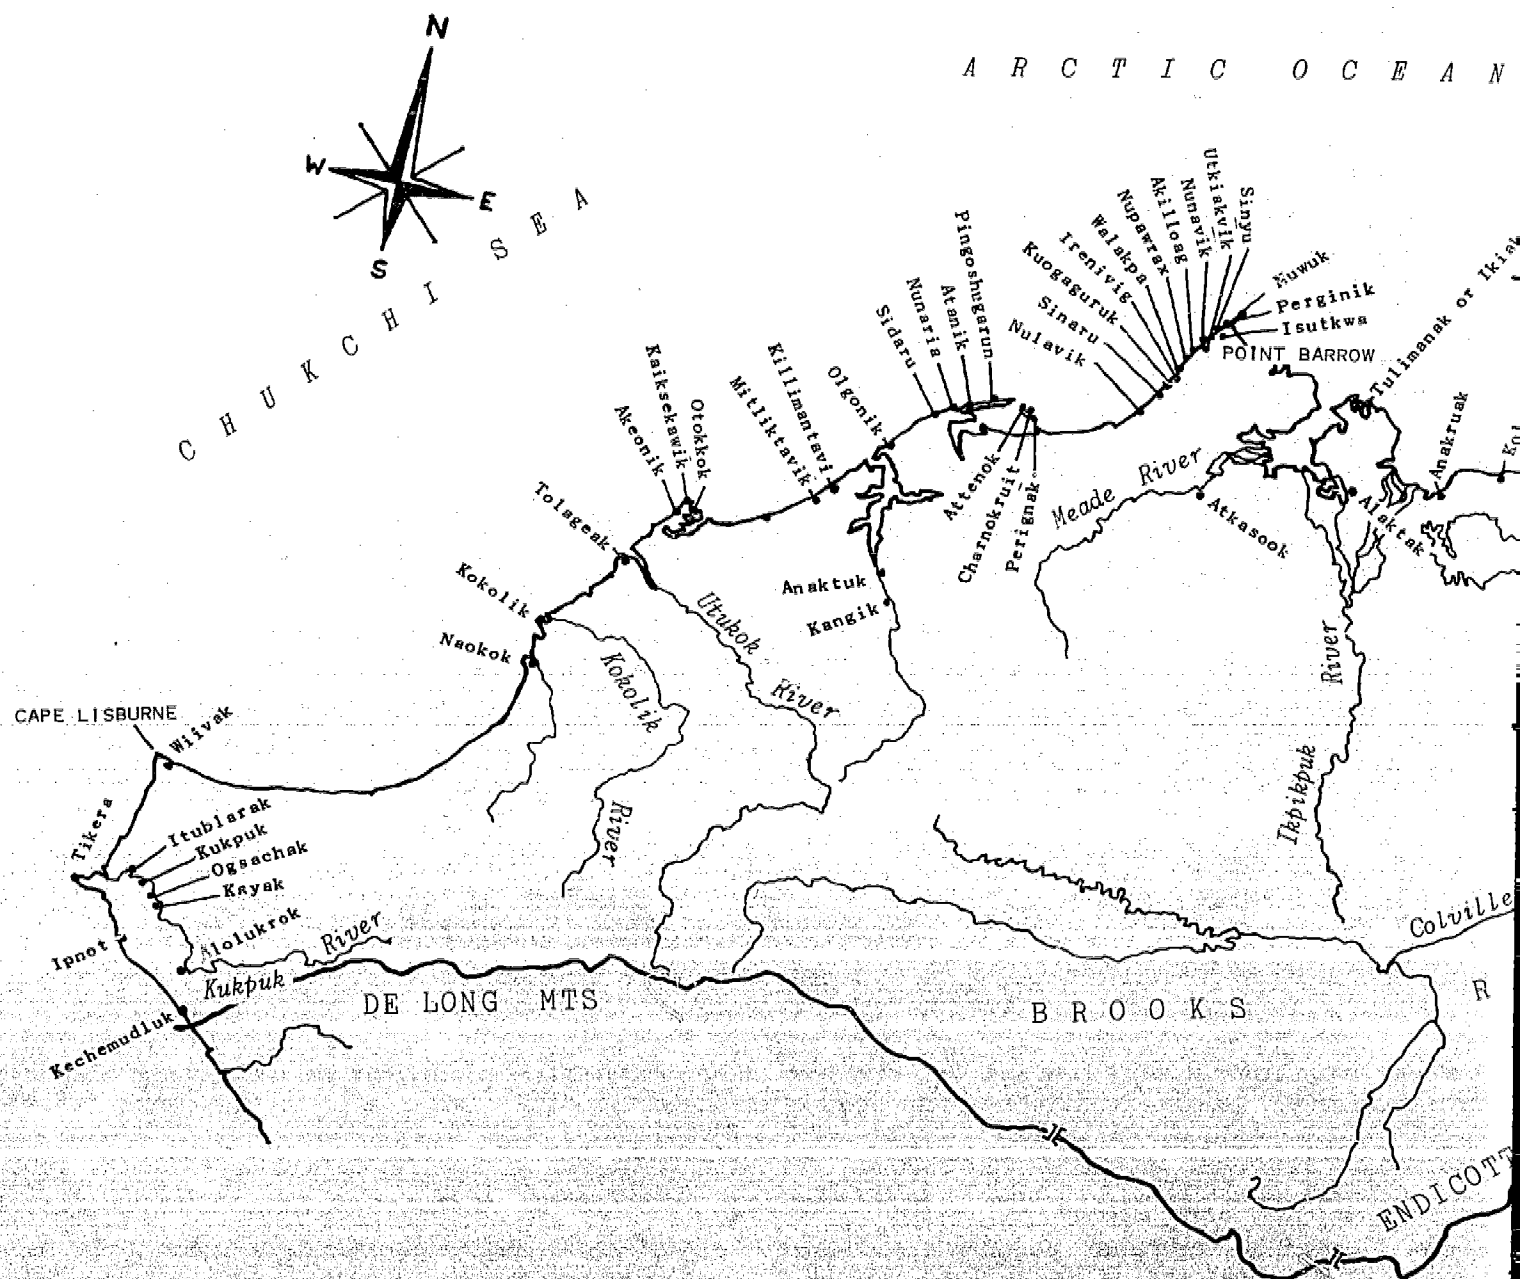 N
W
E
S
ARCTIC OCEAN
CHUKCHI SEA
Pingoshugarun
Atanik
Nunaria
Sidaru
Utkiakvik
Sinyu
Nunavik
Akilloag
Nupawrax
Walakpa
Irenivig
Kuogaguruk
Sinaru
Nulavik
Nuwuk
Perginik
Isutkwa
POINT BARROW
Tulimanak or
Kaiksekawik
Otokkok
Akeonik
Killimantavi
Mitliktavik
Olgonik
Tolageak
Kokolik
Naokok
Attenok
Charnokruit
Perignak
Meade River
Atkasook
Alaktak
Anakruak
Anaktuk
Kangik
Utukok River
Kokolik River
Ikpikpuk River
CAPE LISBURNE
Wiivak
Tikera
Itublarak
Kukpuk
Ogsachak
Kayak
Ipnot
Ilolukrok
Kukpuk River
Kechemudluk
Colville
DE LONG MTS
BROOKS
R
ENDICOTT